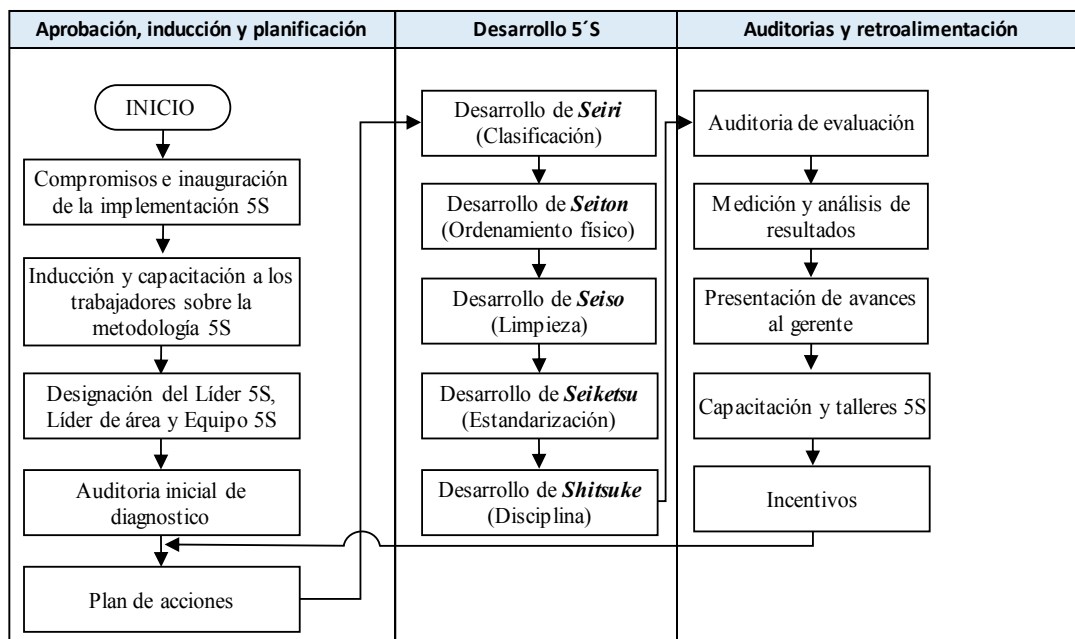 Aprobación, inducción y planificación
Desarrollo 5´S
Auditorias y retroalimentación
INICIO
Compromisos e inauguración
de la implementación 5S
Inducción y capacitación a los
trabajadores sobre la
metodología 5S
Designación del Líder 5S,
Líder de área y Equipo 5S
Auditoria inicial de
diagnostico
Plan de acciones
Desarrollo de Seiri
(Clasificación)
Desarrollo de Seiton
(Ordenamiento físico)
Desarrollo de Seiso
(Limpieza)
Desarrollo de Seiketsu
(Estandarización)
Desarrollo de Shitsuke
(Disciplina)
Auditoria de evaluación
Medición y análisis de
resultados
Presentación de avances
al gerente
Capacitación y talleres 5S
Incentivos